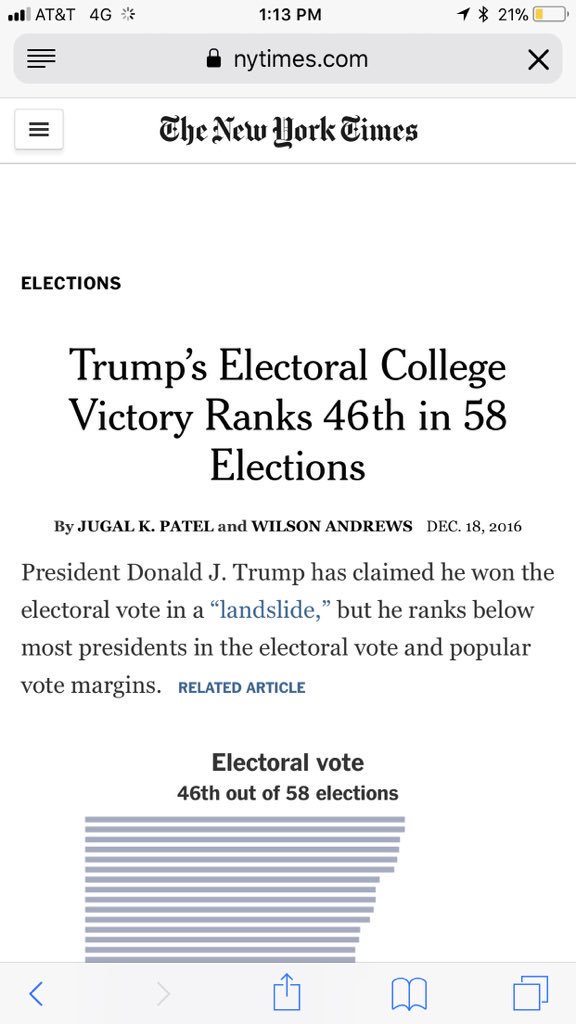 AT&T 4G 1:13 PM 21%
nytimes.com
The New York Times
ELECTIONS
Trump’s Electoral College
Victory Ranks 46th in 58
Elections
By JUGAL K. PATEL and WILSON ANDREWS DEC. 18, 2016
President Donald J. Trump has claimed he won the
electoral vote in a “landslide,” but he ranks below
most presidents in the electoral vote and popular
vote margins. RELATED ARTICLE
Electoral vote
46th out of 58 elections